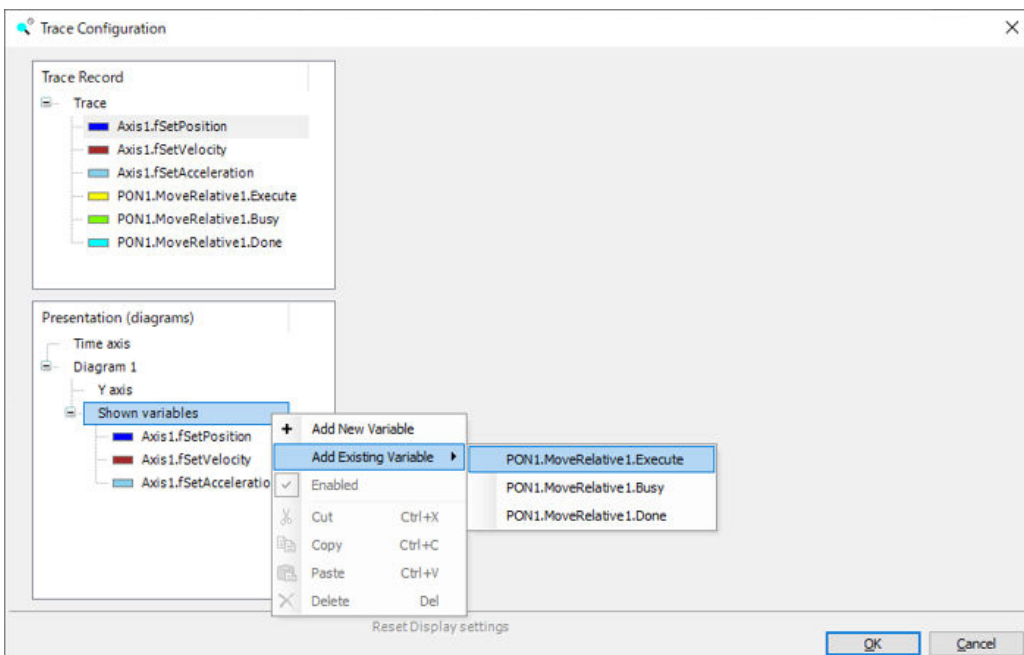 Trace Configuration
Trace Record
Trace
Axis1.fSetPosition
Axis1.fSetVelocity
Axis1.fSetAcceleration
PON1.MoveRelative1.Execute
PON1.MoveRelative1.Busy
PON1.MoveRelative1.Done
Presentation (diagrams)
Time axis
Diagram 1
Y axis
Shown variables
Axis1.fSetPosition
Axis1.fSetVelocity
Axis1.fSetAcceleratio
Add New Variable
Add Existing Variable
Enabled
Cut Ctrl+X
Copy Ctrl+C
Paste Ctrl+V
Delete Del
PON1.MoveRelative1.Execute
PON1.MoveRelative1.Busy
PON1.MoveRelative1.Done
Reset Display settings
OK Cancel